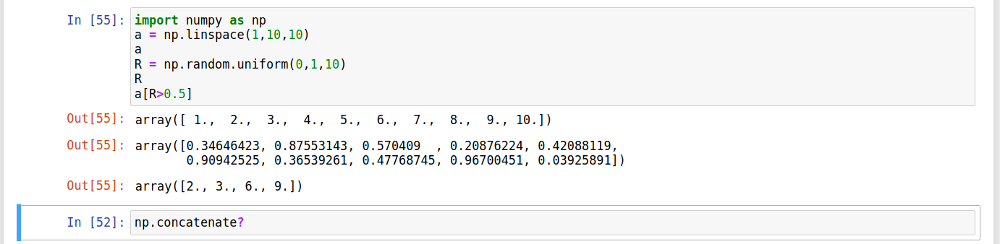 In [55]: import numpy as np
a = np.linspace(1,10,10)
a
R = np.random.uniform(0,1,10)
R
a[R>0.5]
Out[55]: array([ 1.,  2.,  3.,  4.,  5.,  6.,  7.,  8.,  9., 10.])
Out[55]: array([0.34646423, 0.87553143, 0.570409  , 0.20876224, 0.42088119,
0.90942525, 0.36539261, 0.47768745, 0.96700451, 0.03925891])
Out[55]: array([2., 3., 6., 9.])
In [52]: np.concatenate?